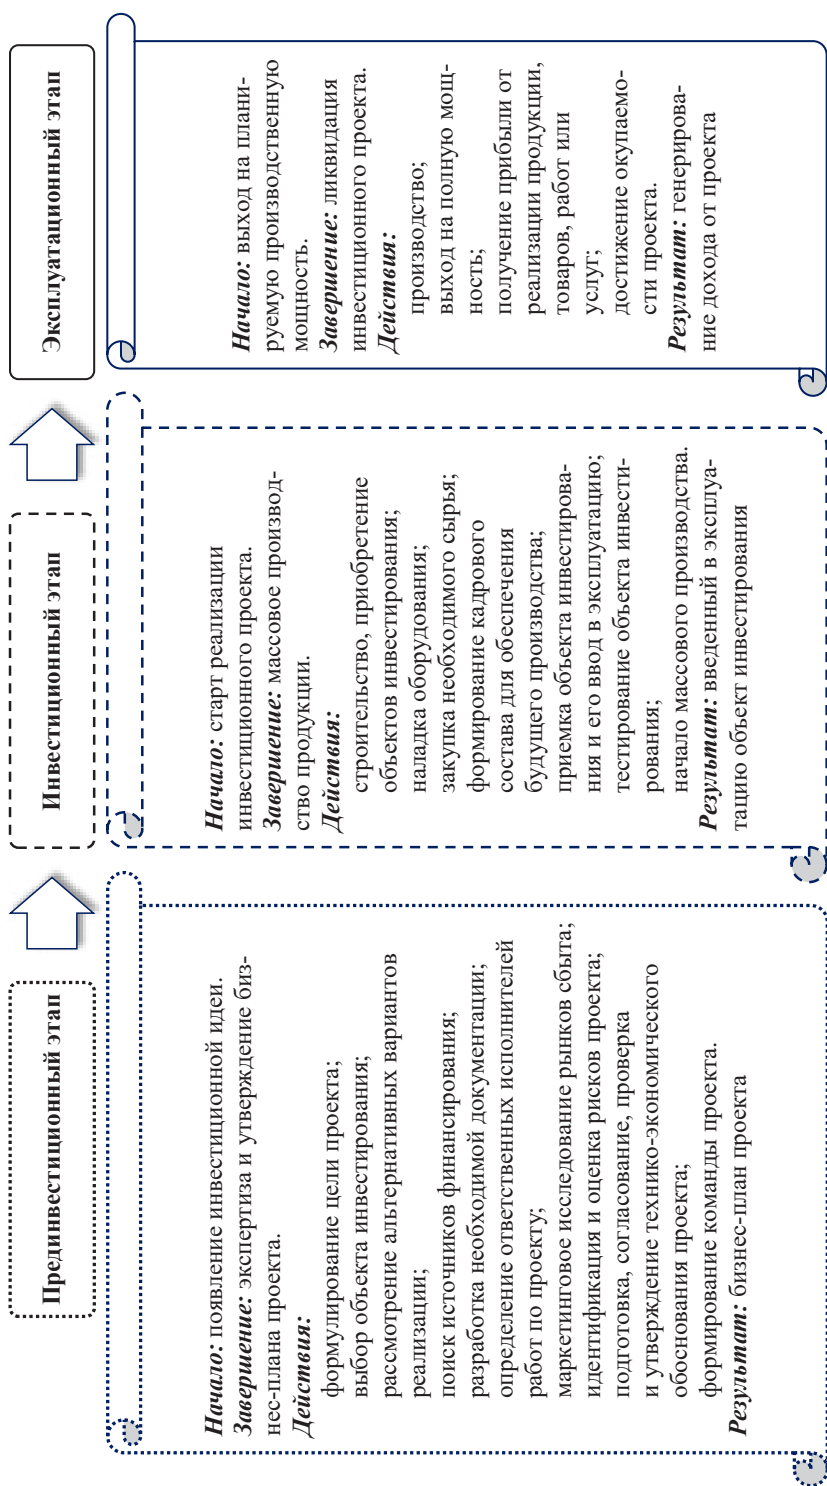 Прединвестиционный этап
Начало: появление инвестиционной идеи.
Завершение: экспертиза и утверждение биз-
нес-плана проекта.
Действия:
формулирование цели проекта;
выбор объекта инвестирования;
рассмотрение альтернативных вариантов
реализации;
поиск источников финансирования;
разработка необходимой документации;
определение ответственных исполнителей
работ по проекту;
маркетинговое исследование рынков сбыта;
идентификация и оценка рисков проекта;
подготовка, согласование, проверка
и утверждение технико-экономического
обоснования проекта;
формирование команды проекта.
Результат: бизнес-план проекта
Инвестиционный этап
Начало: старт реализации
инвестиционного проекта.
Завершение: массовое производ-
ство продукции.
Действия:
строительство, приобретение
объектов инвестирования;
наладка оборудования;
закупка необходимого сырья;
формирование кадрового
состава для обеспечения
будущего производства;
приемка объекта инвестирова-
ния и его ввод в эксплуатацию;
тестирование объекта инвести-
рования;
начало массового производства.
Результат: введенный в эксплуа-
тацию объект инвестирования
Эксплуатационный этап
Начало: выход на плани-
руемую производственную
мощность.
Завершение: ликвидация
инвестиционного проекта.
Действия:
производство;
выход на полную мощ-
ность;
получение прибыли от
реализации продукции,
товаров, работ или
услуг;
достижение окупаемо-
сти проекта.
Результат: генерирова-
ние дохода от проекта